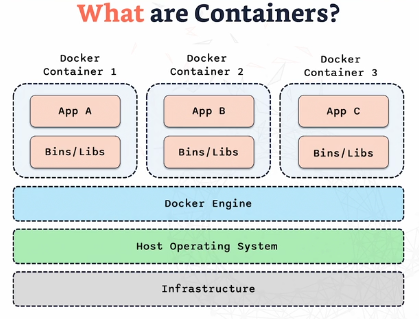 What are Containers?
Docker
Container 1
Docker
Container 2
Docker
Container 3
App A
App B
App C
Bins/Libs
Bins/Libs
Bins/Libs
Docker Engine
Host Operating System
Infrastructure